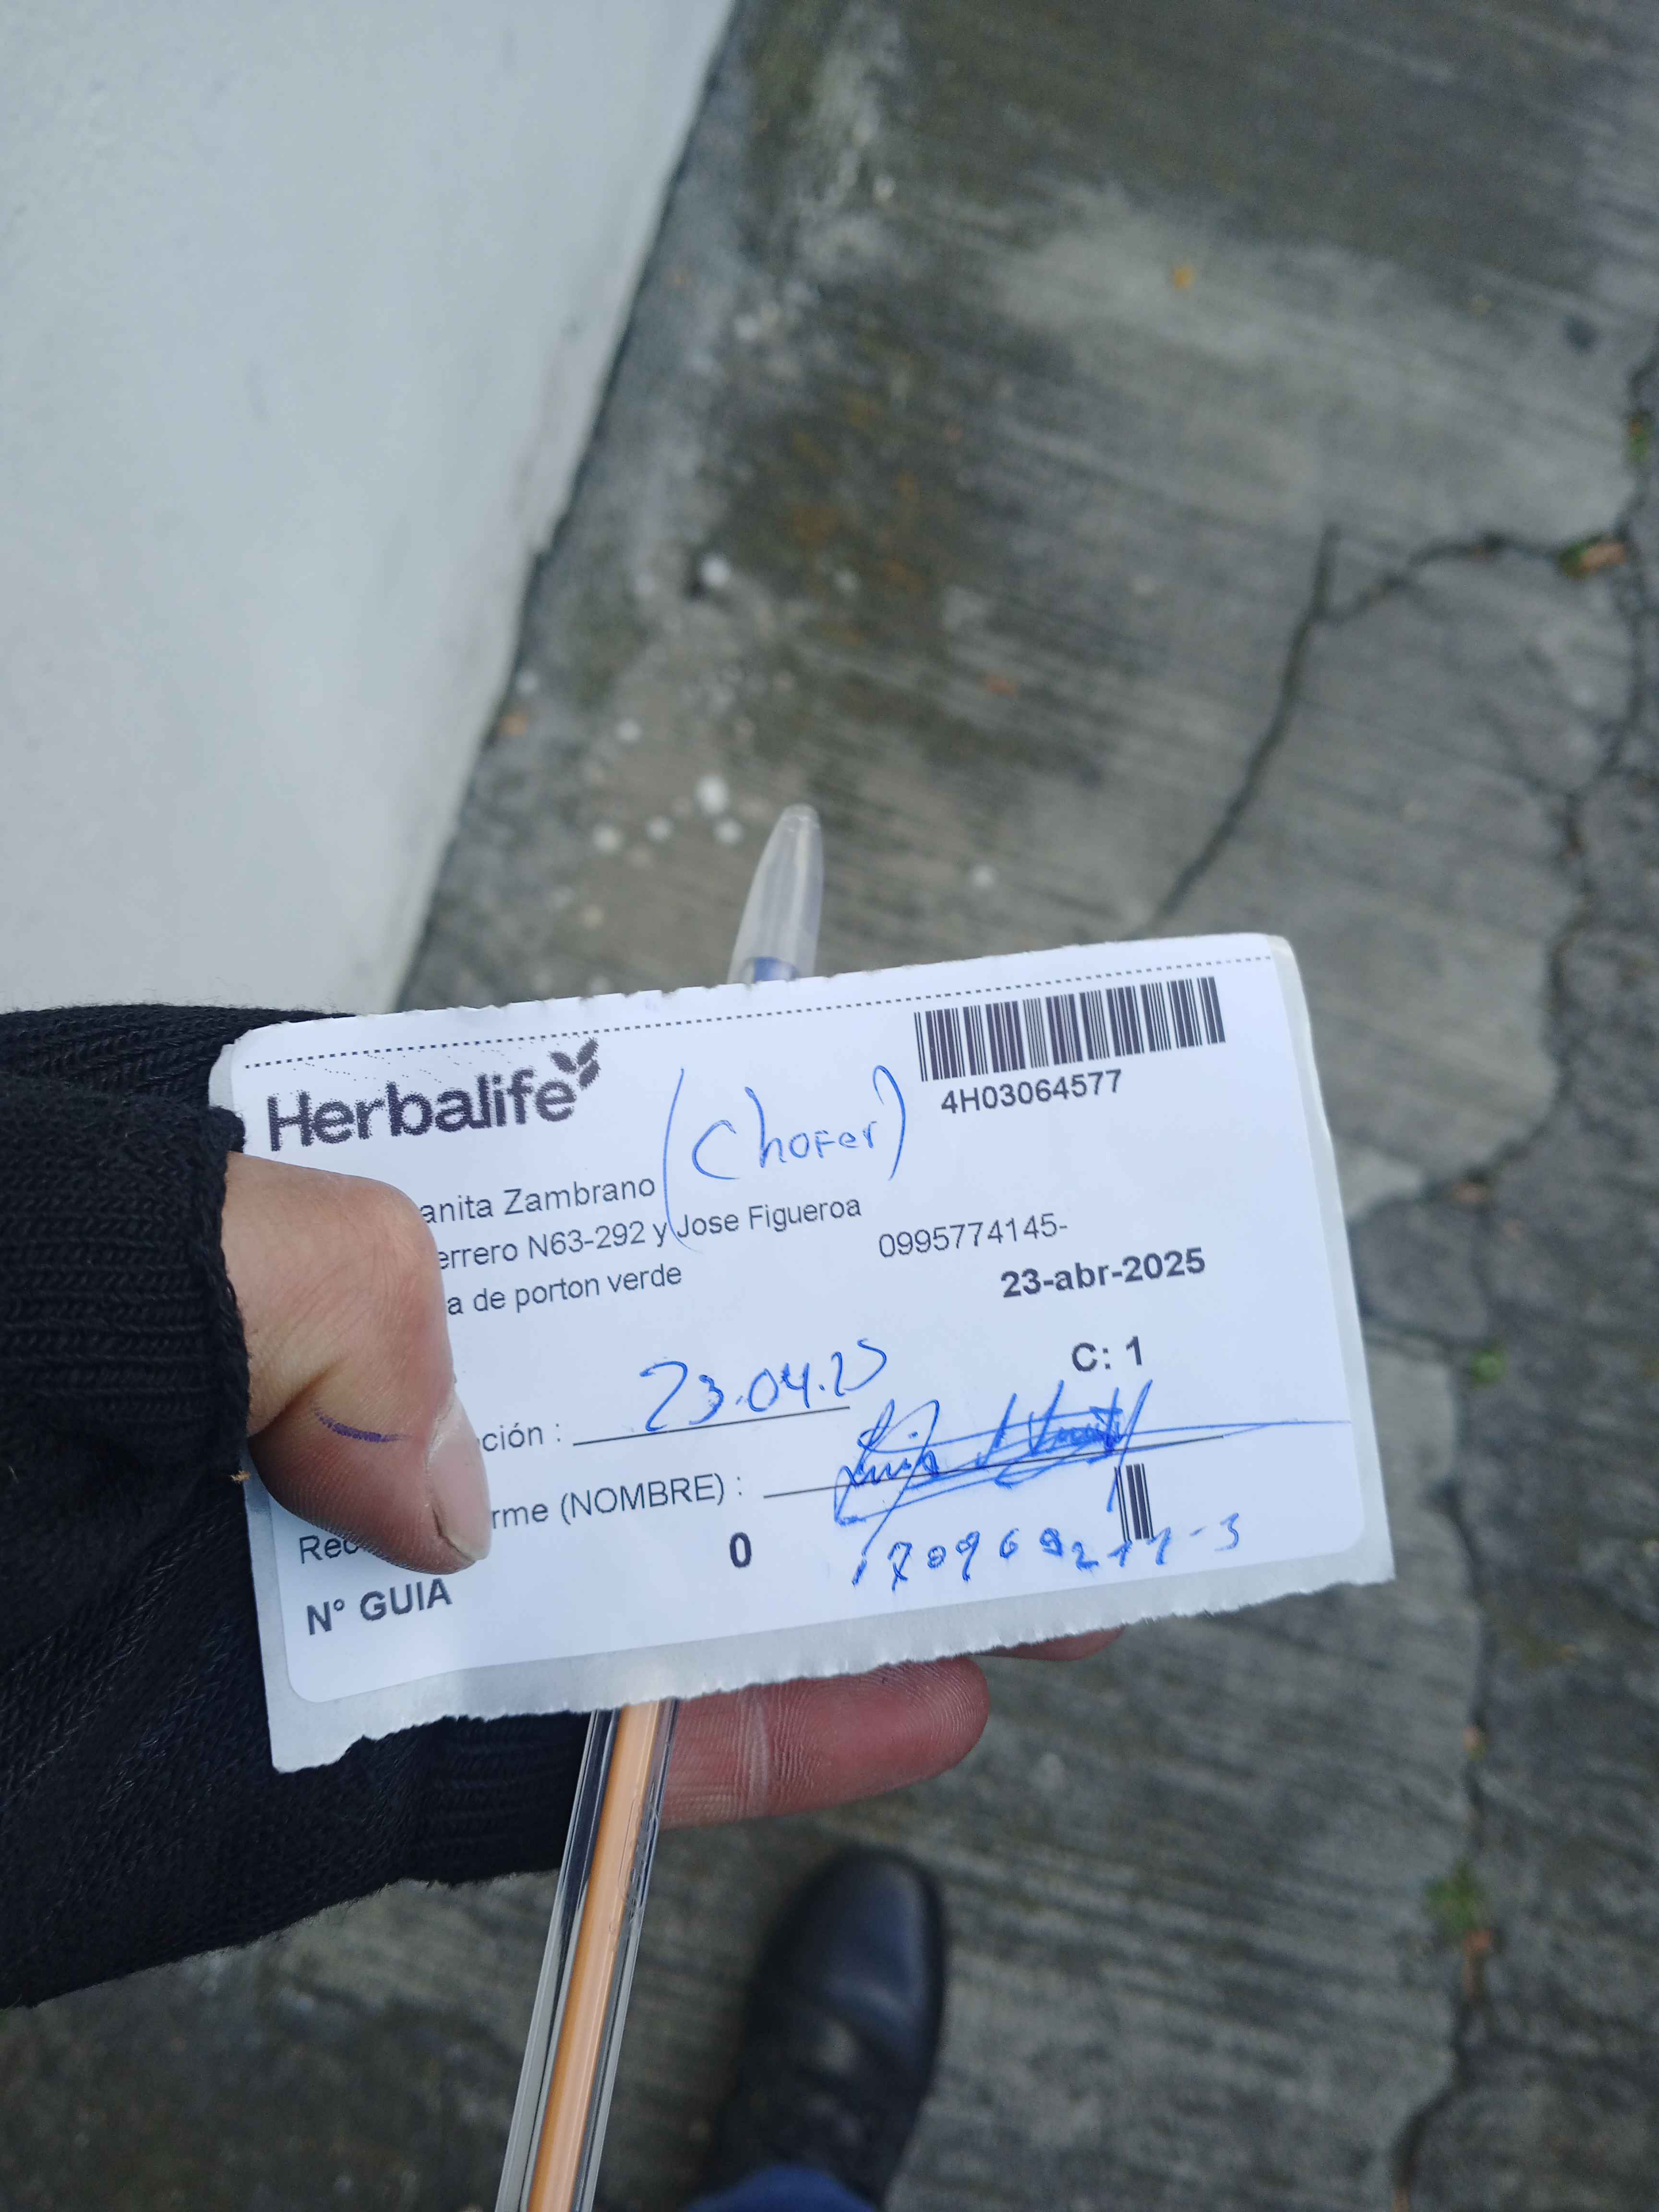 Herbalife
(Chofer)
4H03064577
anita Zambrano
errero N63-292 y Jose Figueroa
0995774145-
a de porton verde
23-abr-2025
C: 1
ción : 23.04.25
Rec rme (NOMBRE) :
N° GUIA 0